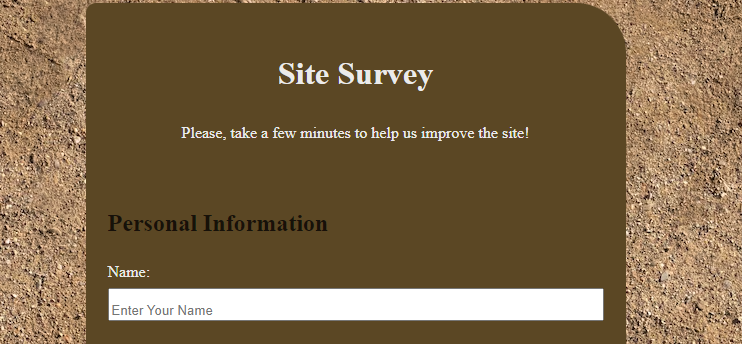 Site Survey
Please, take a few minutes to help us improve the site!
Personal Information
Name:
Enter Your Name